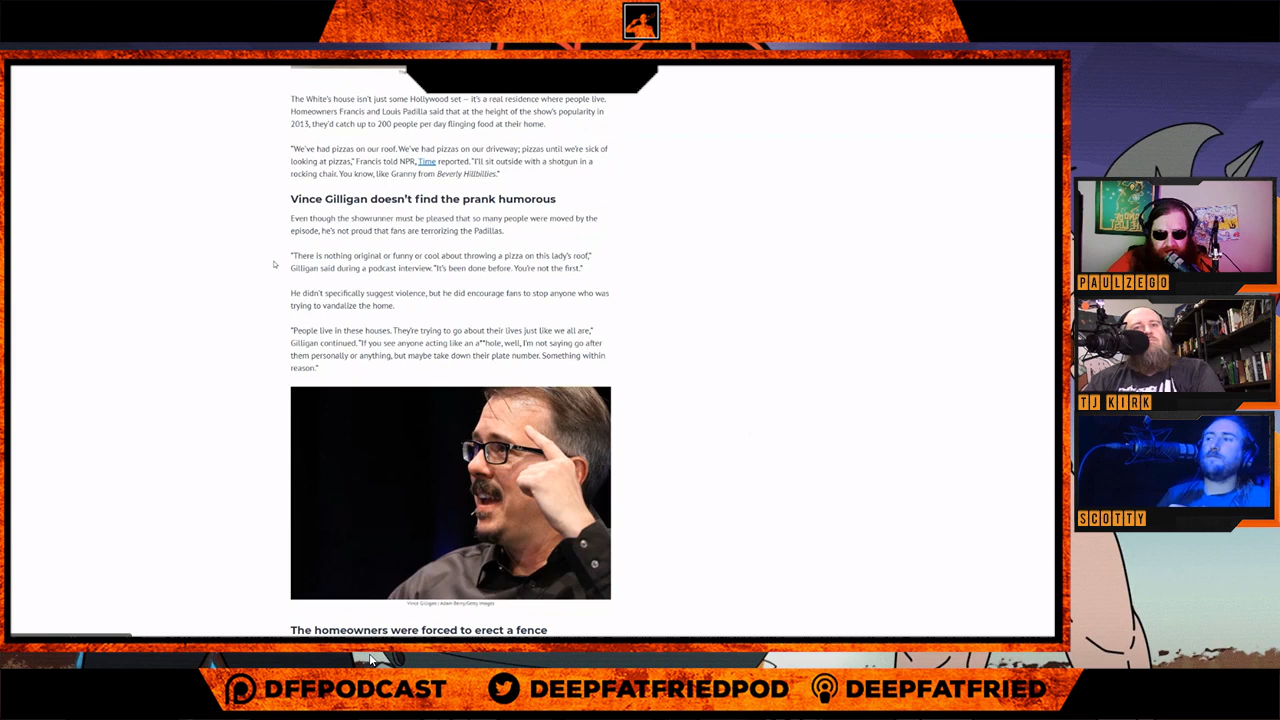 The White's house isn't just some Hollywood set — it's a real residence where people live.
Homeowners Francis and Louis Padilla said that at the height of the show's popularity in
2013, they'd catch up to 200 people per day flinging food at their home.
"We've had pizzas on our roof. We've had pizzas on our driveway; pizzas until we're sick of
looking at pizzas," Francis told NPR, Time reported. "I'll sit outside with a shotgun in a
rocking chair. You know, like Granny from Beverly Hillbillies."
Vince Gilligan doesn't find the prank humorous
Even though the showrunner must be pleased that so many people were moved by the
episode, he's not proud that fans are terrorizing the Padillas.
"There is nothing original or funny or cool about throwing a pizza on this lady's roof,"
Gilligan said during a podcast interview. "It's been done before. You're not the first."
He didn't specifically suggest violence, but he did encourage fans to stop anyone who was
trying to vandalize the home.
"People live in these houses. They're trying to go about their lives just like we all are,"
Gilligan continued. "If you see anyone acting like an a**hole, well, I'm not saying go after
them personally or anything, but maybe take down their plate number. Something within
reason."
Vince Gilligan | Adam Berry/Getty Images
The homeowners were forced to erect a fence
PAULZEGO
TJ KIRK
SCOTTY
DFFPODCAST
DEEPFATFRIEDPOD
DEEPFATFRIED